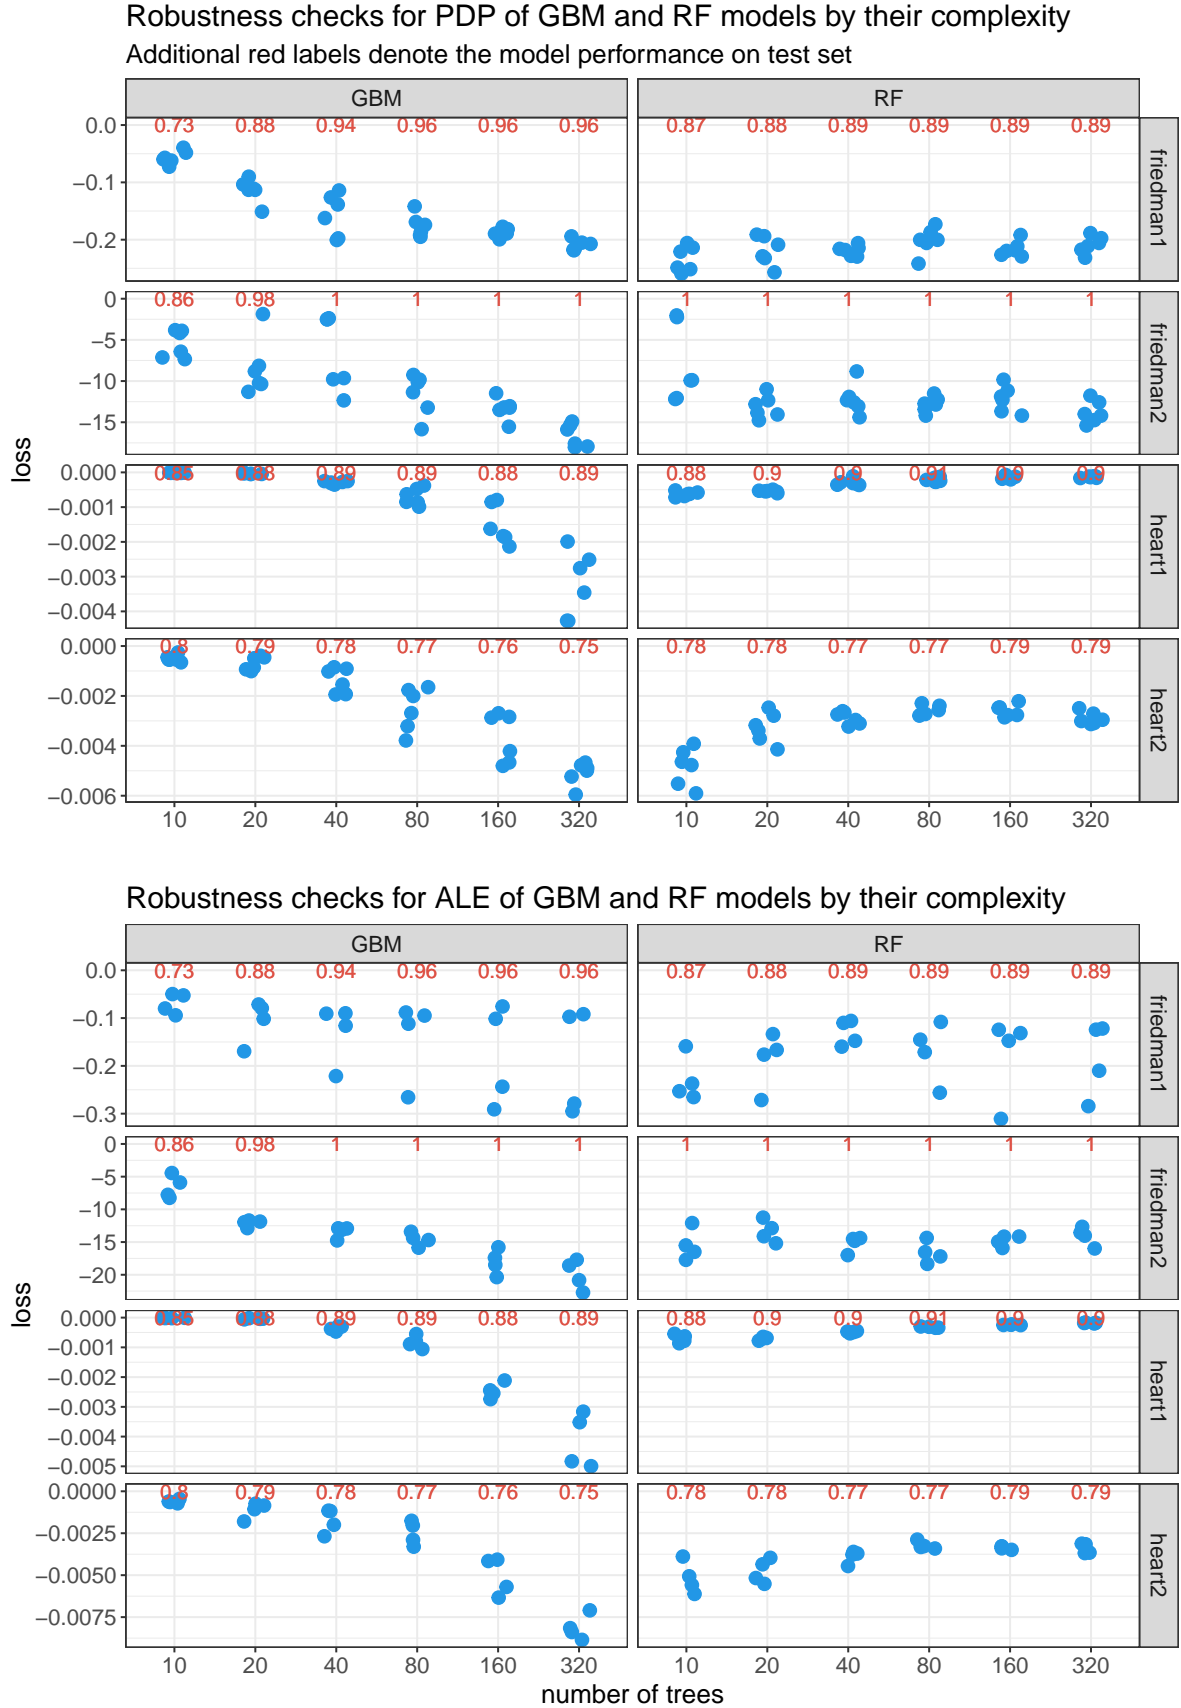 Robustness checks for PDP of GBM and RF models by their complexity
Additional red labels denote the model performance on test set
GBM RF
0.73 0.88 0.94 0.96 0.96 0.96 0.87 0.88 0.89 0.89 0.89 0.89
0.0
−0.1
−0.2
friedman1
0.86 0.98 1 1 1 1 1 1 1 1 1 1
0
−5
−10
−15
friedman2
loss
0.89 0.89 0.88 0.89 0.88 0.9 0.9 0.91 0.9 0.9
0.000
−0.001
−0.002
−0.003
−0.004
heart1
0.8 0.79 0.78 0.77 0.76 0.75 0.78 0.78 0.77 0.77 0.79 0.79
0.000
−0.002
−0.004
−0.006
heart2
10 20 40 80 160 320 10 20 40 80 160 320
Robustness checks for ALE of GBM and RF models by their complexity
GBM RF
0.73 0.88 0.94 0.96 0.96 0.96 0.87 0.88 0.89 0.89 0.89 0.89
0.0
−0.1
−0.2
−0.3
friedman1
0.86 0.98 1 1 1 1 1 1 1 1 1 1
0
−5
−10
−15
−20
friedman2
loss
0.89 0.89 0.88 0.89 0.88 0.9 0.9 0.91 0.9 0.9
0.000
−0.001
−0.002
−0.003
−0.004
−0.005
heart1
0.8 0.79 0.78 0.77 0.76 0.75 0.78 0.78 0.77 0.77 0.79 0.79
0.0000
−0.0025
−0.0050
−0.0075
heart2
10 20 40 80 160 320 10 20 40 80 160 320
number of trees